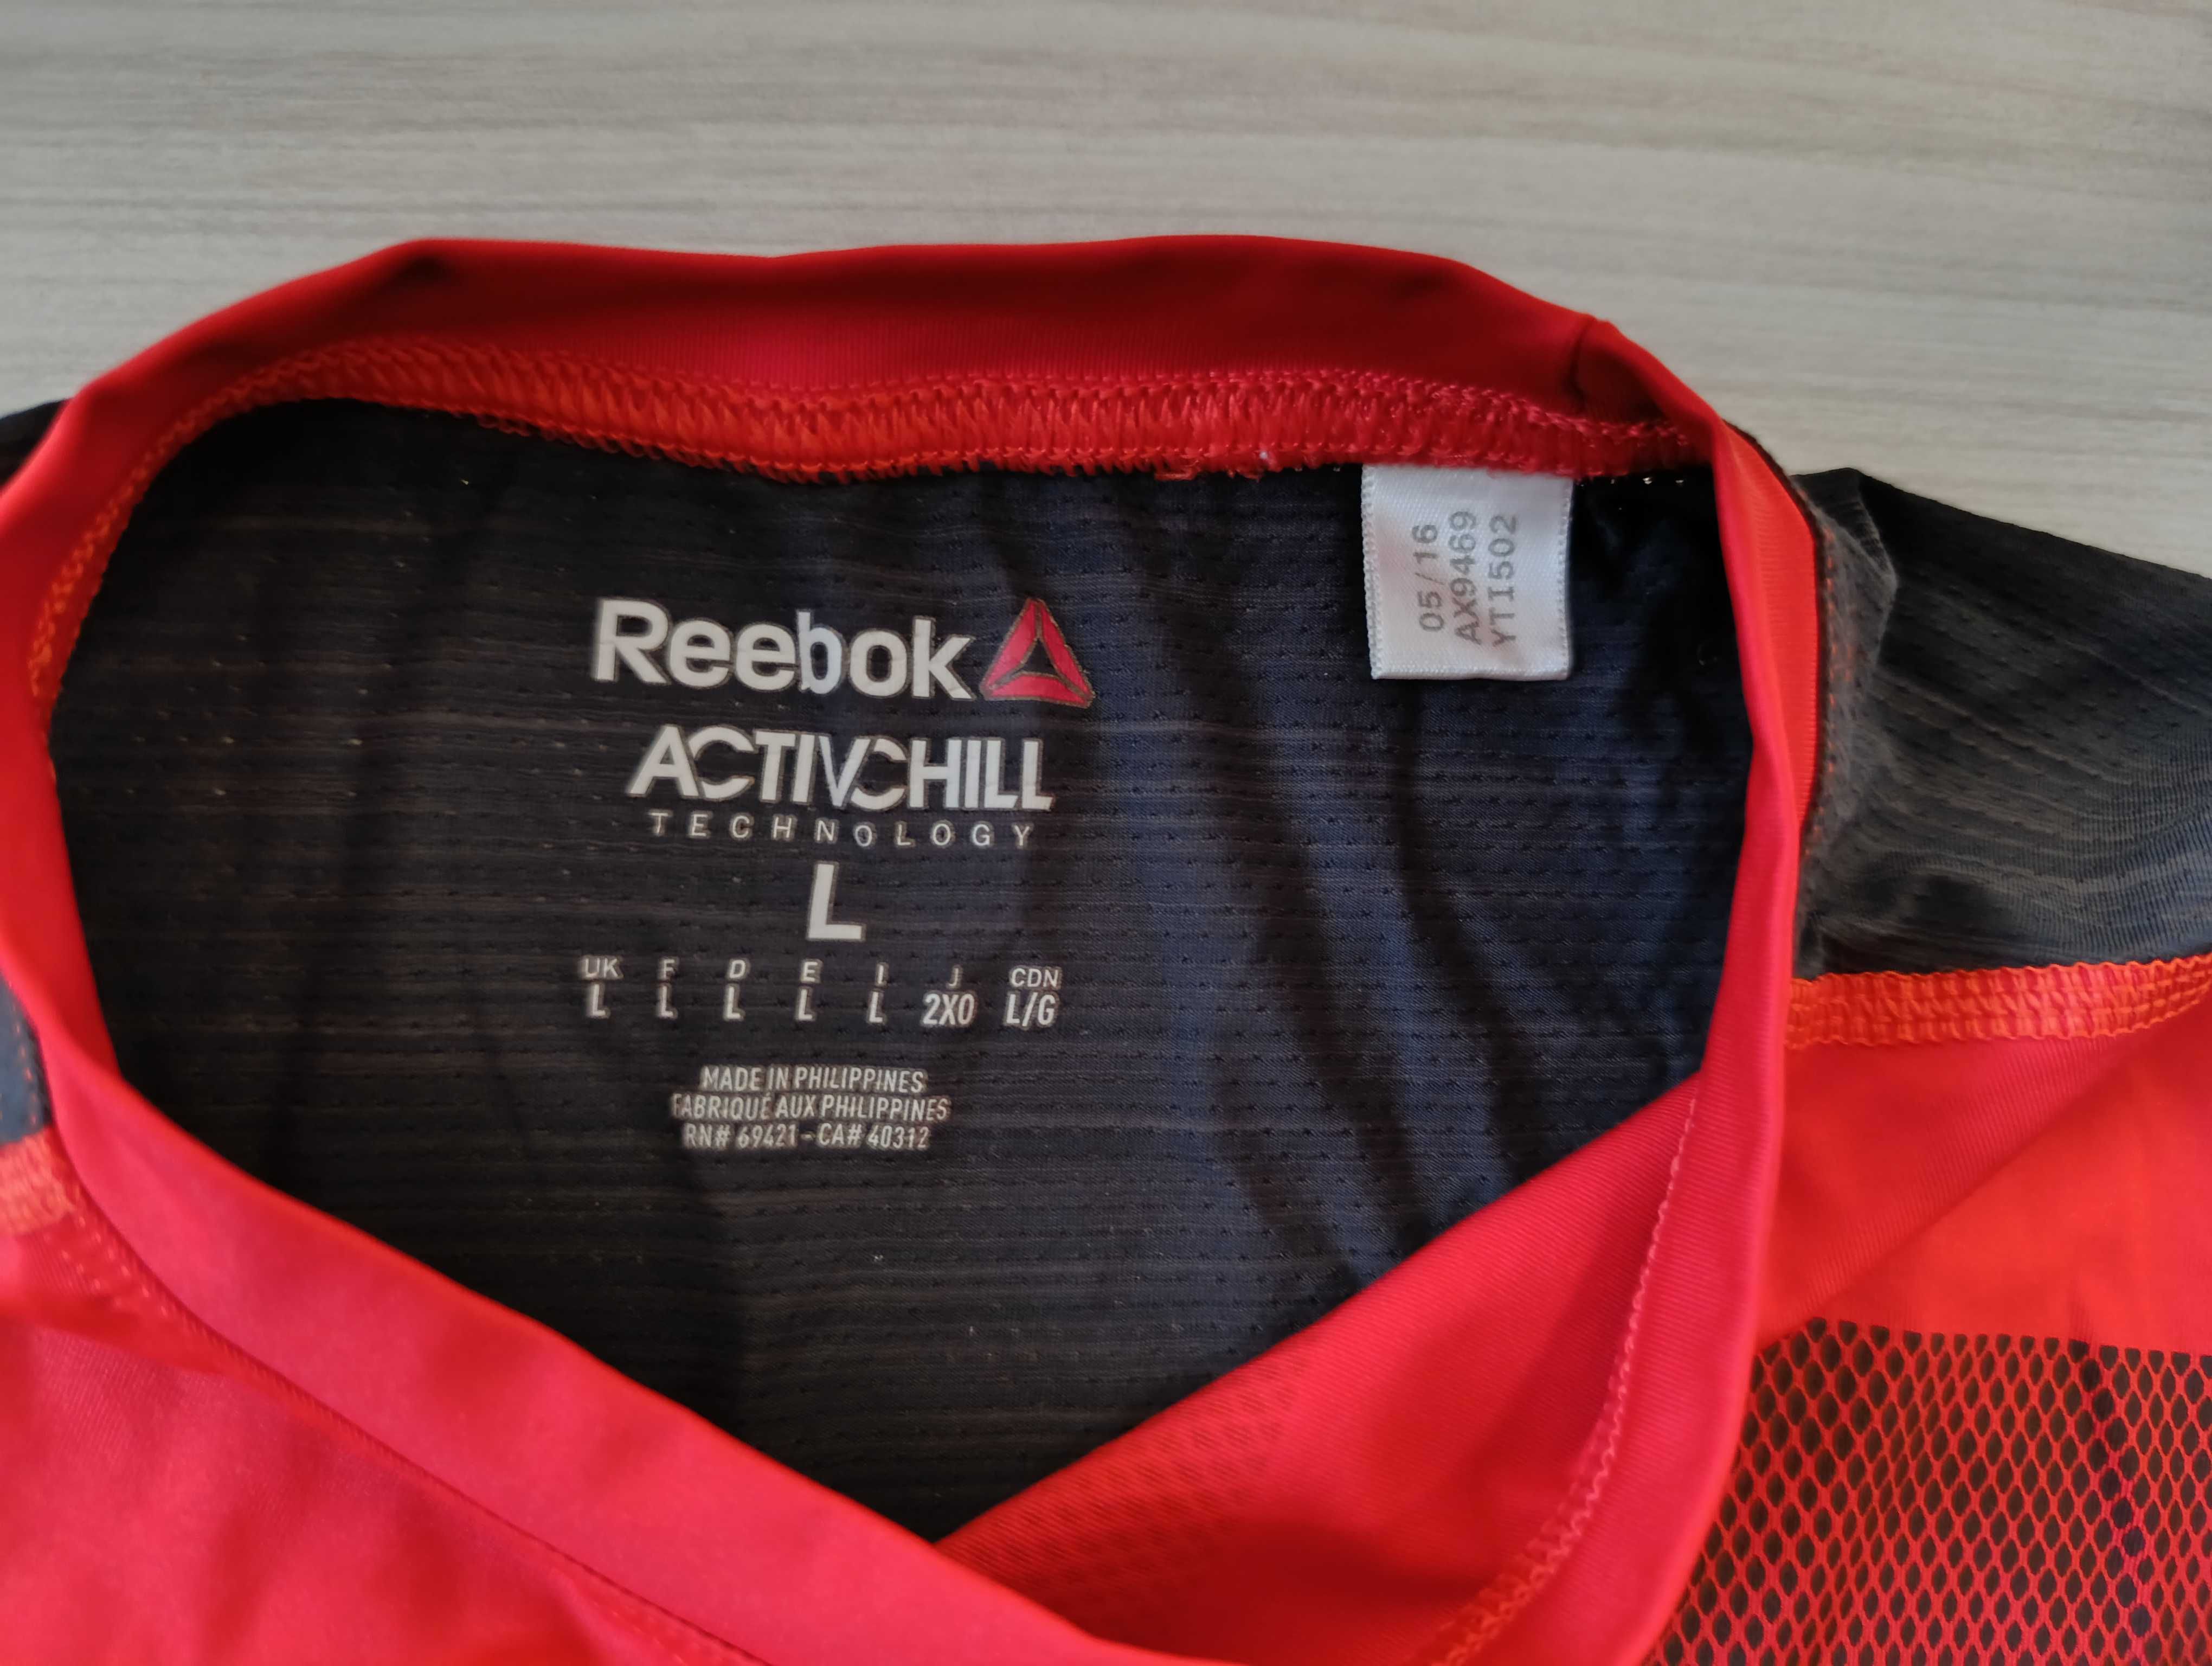 Reebok
ACTIVCHILL
TECHNOLOGY
L
UK F D E I J CDN
L L L L L 2XO L/G
MADE IN PHILIPPINES
FABRIQUÉ AUX PHILIPPINES
RN# 69421 - CA# 40312
05/16
AX9469
YTI502